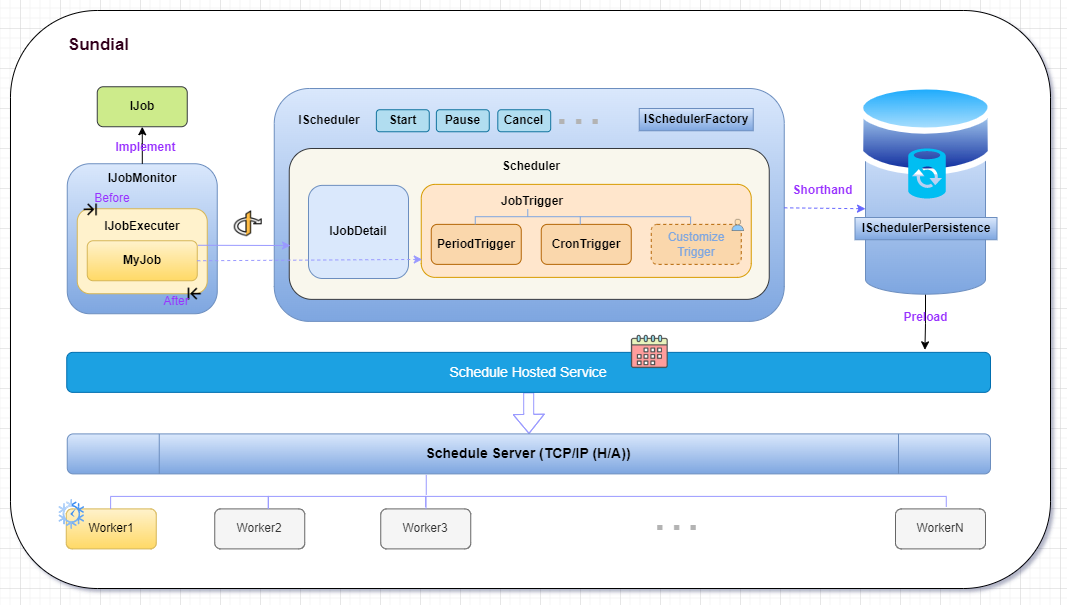 Sundial
IJob
Implement
IJobMonitor
Before
IJobExecuter
MyJob
After
IScheduler
Start
Pause
Cancel
ISchedulerFactory
Scheduler
IJobDetail
JobTrigger
PeriodTrigger
CronTrigger
Customize
Trigger
Shorthand
ISchedulerPersistence
Preload
Schedule Hosted Service
Schedule Server (TCP/IP (H/A))
Worker1
Worker2
Worker3
WorkerN